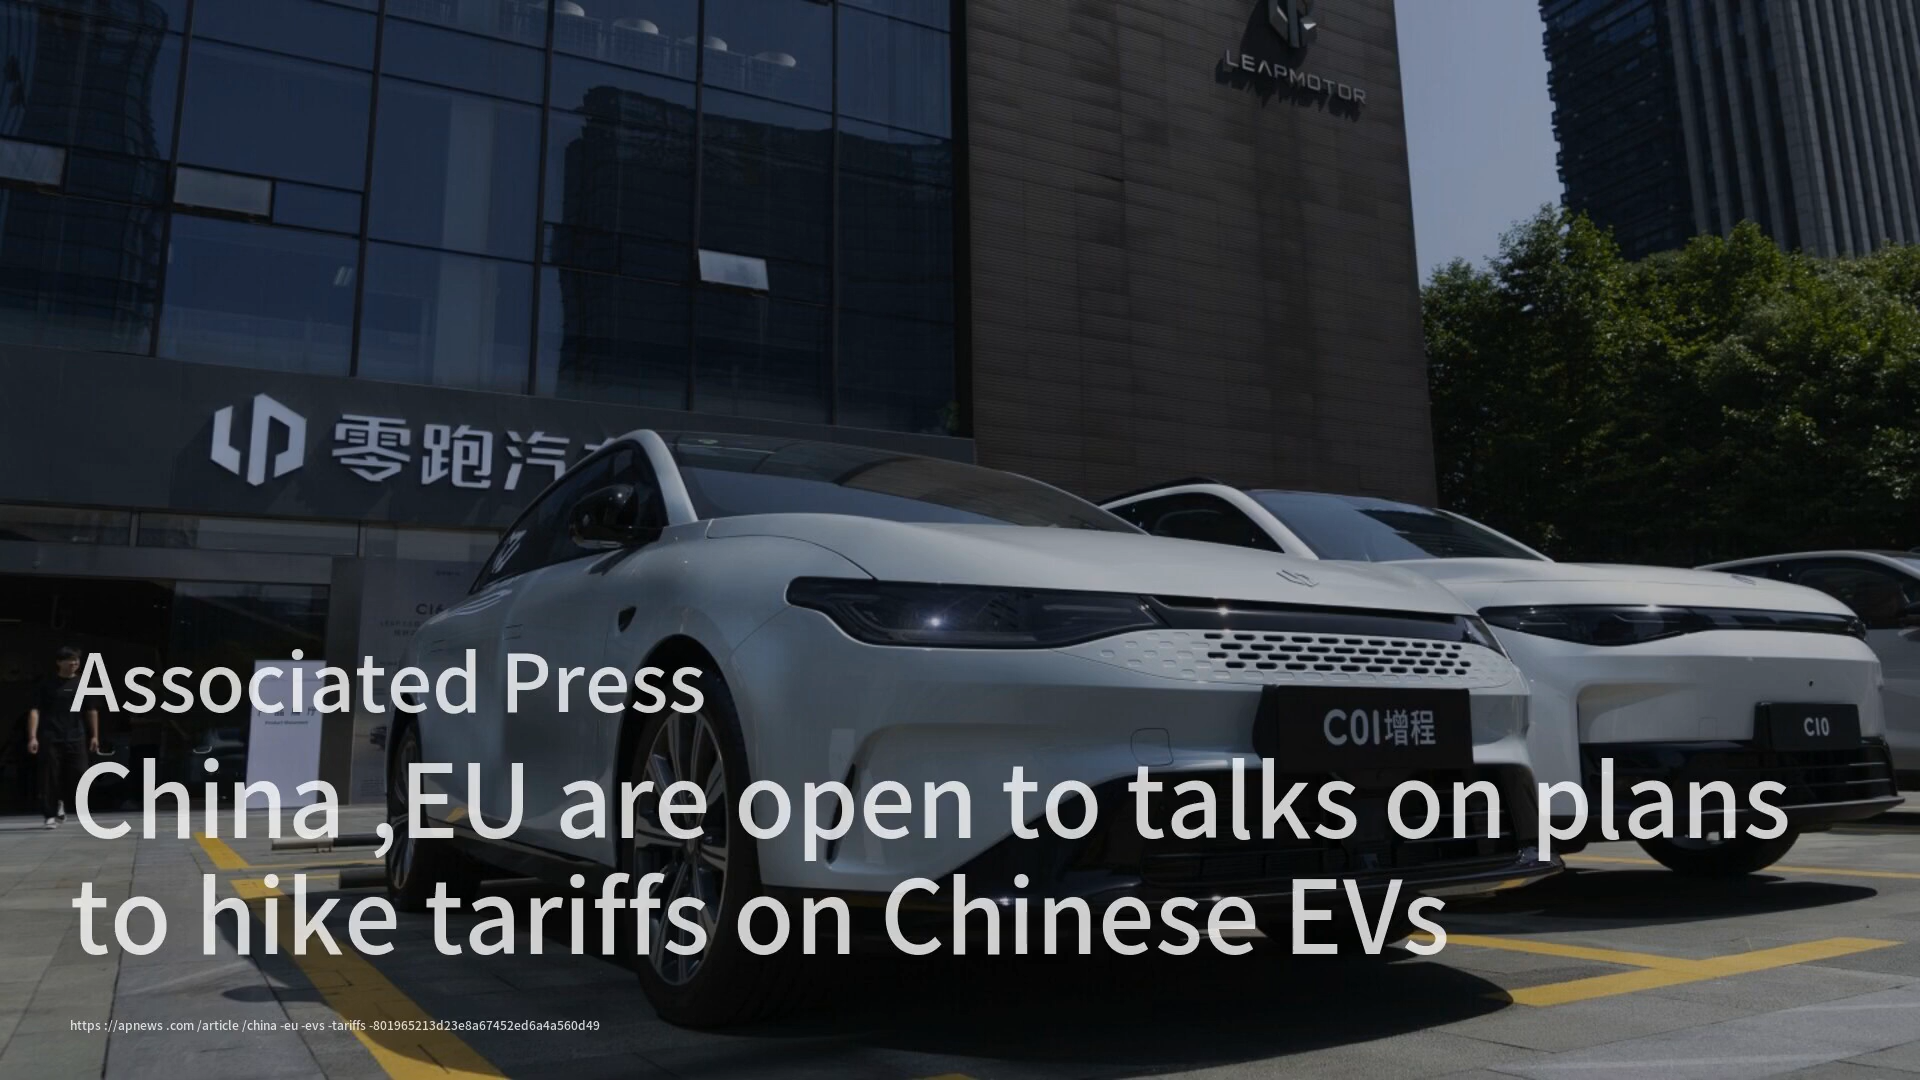 LEAPMOTOR
零跑汽
C01增程
C10
Associated Press
China ,EU are open to talks on plans
to hike tariffs on Chinese EVs
https ://apnews .com /article /china -eu -evs -tariffs -801965213d23e8a67452ed6a4a560d49